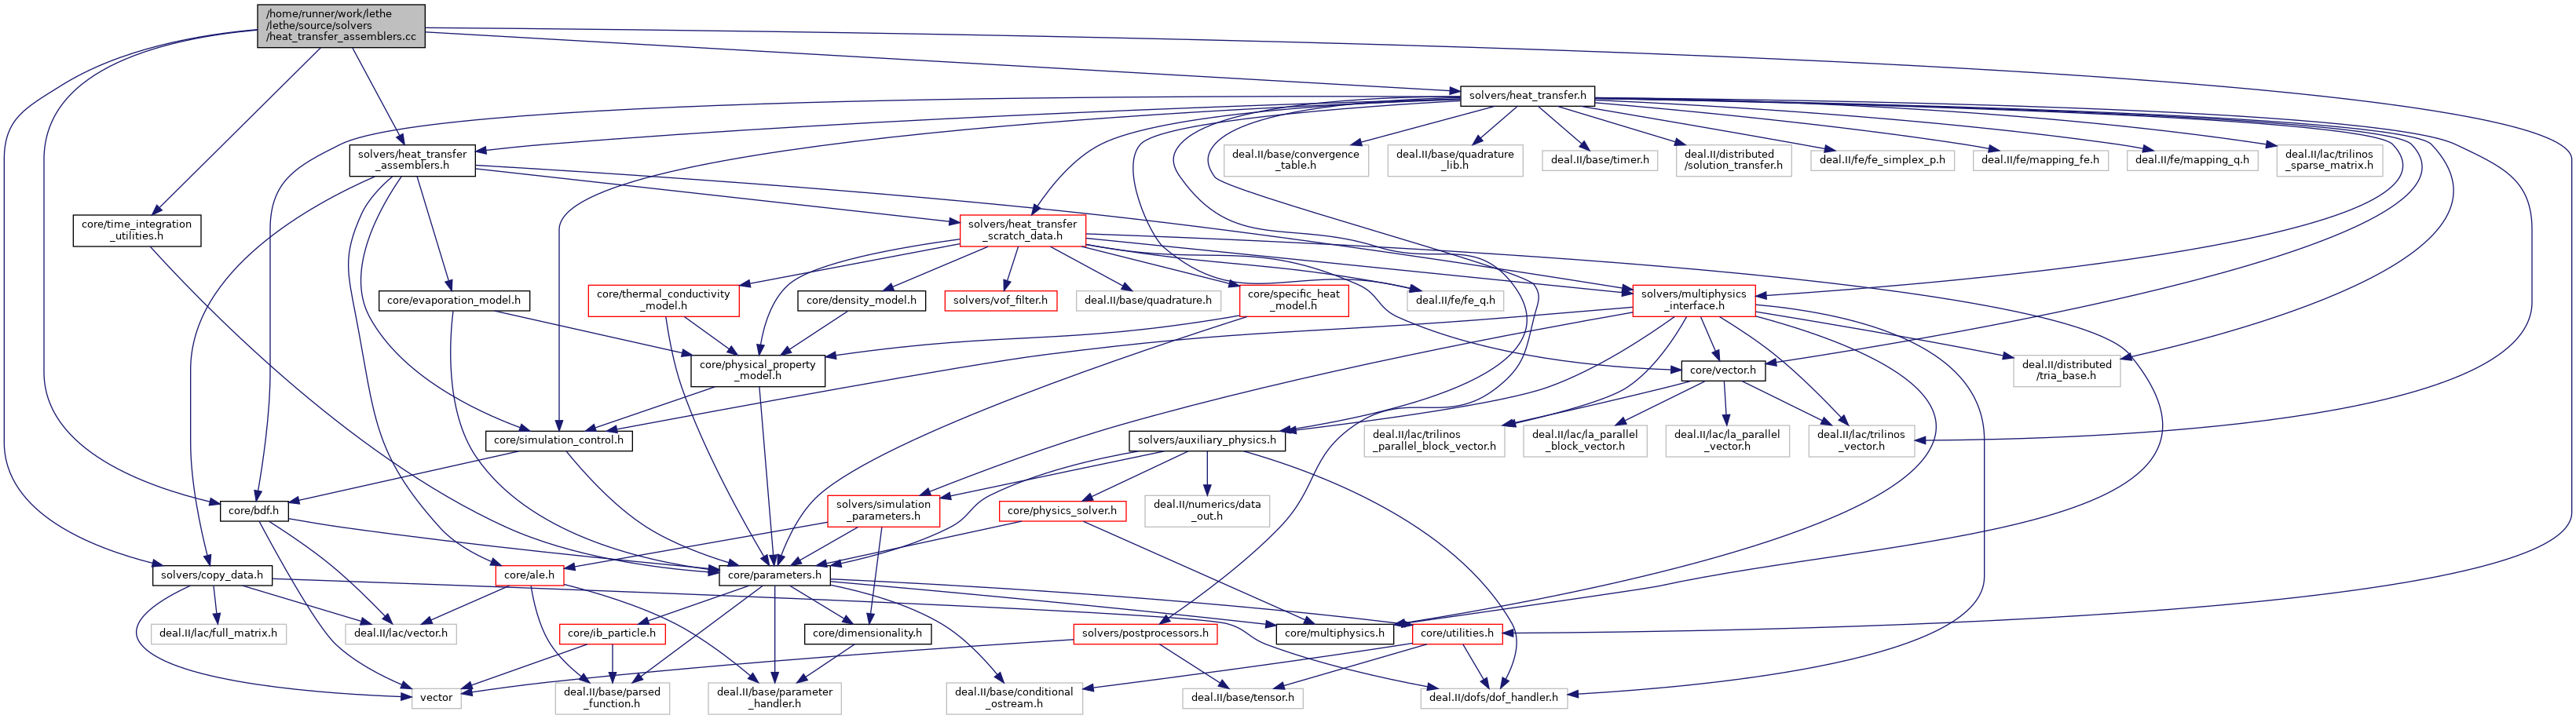 /home/runner/work/lethe
/lethe/source/solvers
/heat_transfer_assemblers.cc
solvers/heat_transfer.h
solvers/heat_transfer
_assemblers.h
deal.II/base/convergence
_table.h
deal.II/base/quadrature
_lib.h
deal.II/base/timer.h
deal.II/distributed
/solution_transfer.h
deal.II/fe/fe_simplex_p.h
deal.II/fe/mapping_fe.h
deal.II/fe/mapping_q.h
deal.II/lac/trilinos
_sparse_matrix.h
core/time_integration
_utilities.h
solvers/heat_transfer
_scratch_data.h
core/evaporation_model.h
core/thermal_conductivity
_model.h
core/density_model.h
solvers/vof_filter.h
deal.II/base/quadrature.h
core/specific_heat
_model.h
deal.II/fe/fe_q.h
solvers/multiphysics
_interface.h
core/physical_property
_model.h
core/vector.h
deal.II/distributed
/tria_base.h
core/simulation_control.h
solvers/auxiliary_physics.h
deal.II/lac/trilinos
_parallel_block_vector.h
deal.II/lac/la_parallel
_block_vector.h
deal.II/lac/la_parallel
_vector.h
deal.II/lac/trilinos
_vector.h
core/bdf.h
solvers/simulation
_parameters.h
core/physics_solver.h
deal.II/numerics/data
_out.h
solvers/copy_data.h
core/ale.h
core/parameters.h
deal.II/lac/full_matrix.h
deal.II/lac/vector.h
core/ib_particle.h
core/dimensionality.h
solvers/postprocessors.h
core/multiphysics.h
core/utilities.h
vector
deal.II/base/parsed
_function.h
deal.II/base/parameter
_handler.h
deal.II/base/conditional
_ostream.h
deal.II/base/tensor.h
deal.II/dofs/dof_handler.h